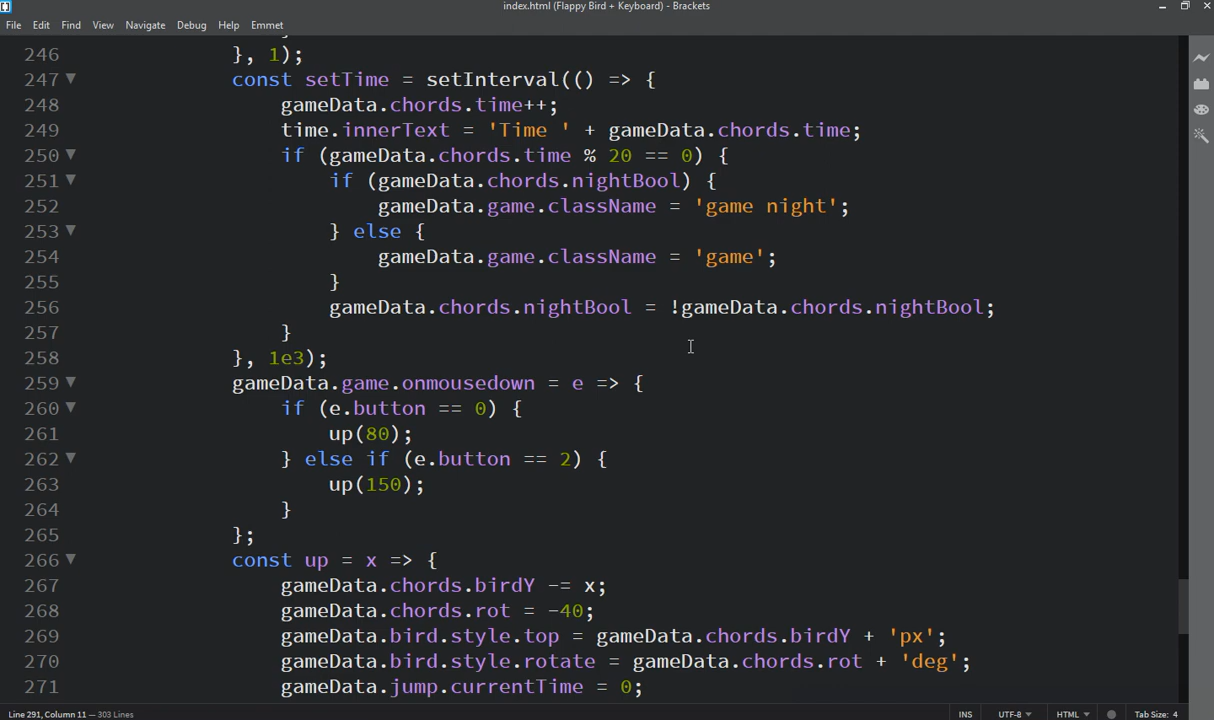 index.html (Flappy Bird + Keyboard) - Brackets
File Edit Find View Navigate Debug Help Emmet
246 }, 1);
247 const setTime = setInterval(() => {
248 gameData.chords.time++;
249 time.innerText = 'Time ' + gameData.chords.time;
250 if (gameData.chords.time % 20 == 0) {
251 if (gameData.chords.nightBool) {
252 gameData.game.className = 'game night';
253 } else {
254 gameData.game.className = 'game';
255 }
256 gameData.chords.nightBool = !gameData.chords.nightBool;
257 }
258 }, 1e3);
259 gameData.game.onmousedown = e => {
260 if (e.button == 0) {
261 up(80);
262 } else if (e.button == 2) {
263 up(150);
264 }
265 };
266 const up = x => {
267 gameData.chords.birdY -= x;
268 gameData.chords.rot = -40;
269 gameData.bird.style.top = gameData.chords.birdY + 'px';
270 gameData.bird.style.rotate = gameData.chords.rot + 'deg';
271 gameData.jump.currentTime = 0;
Line 291, Column 11 — 303 Lines INS UTF-8 HTML Tab Size: 4